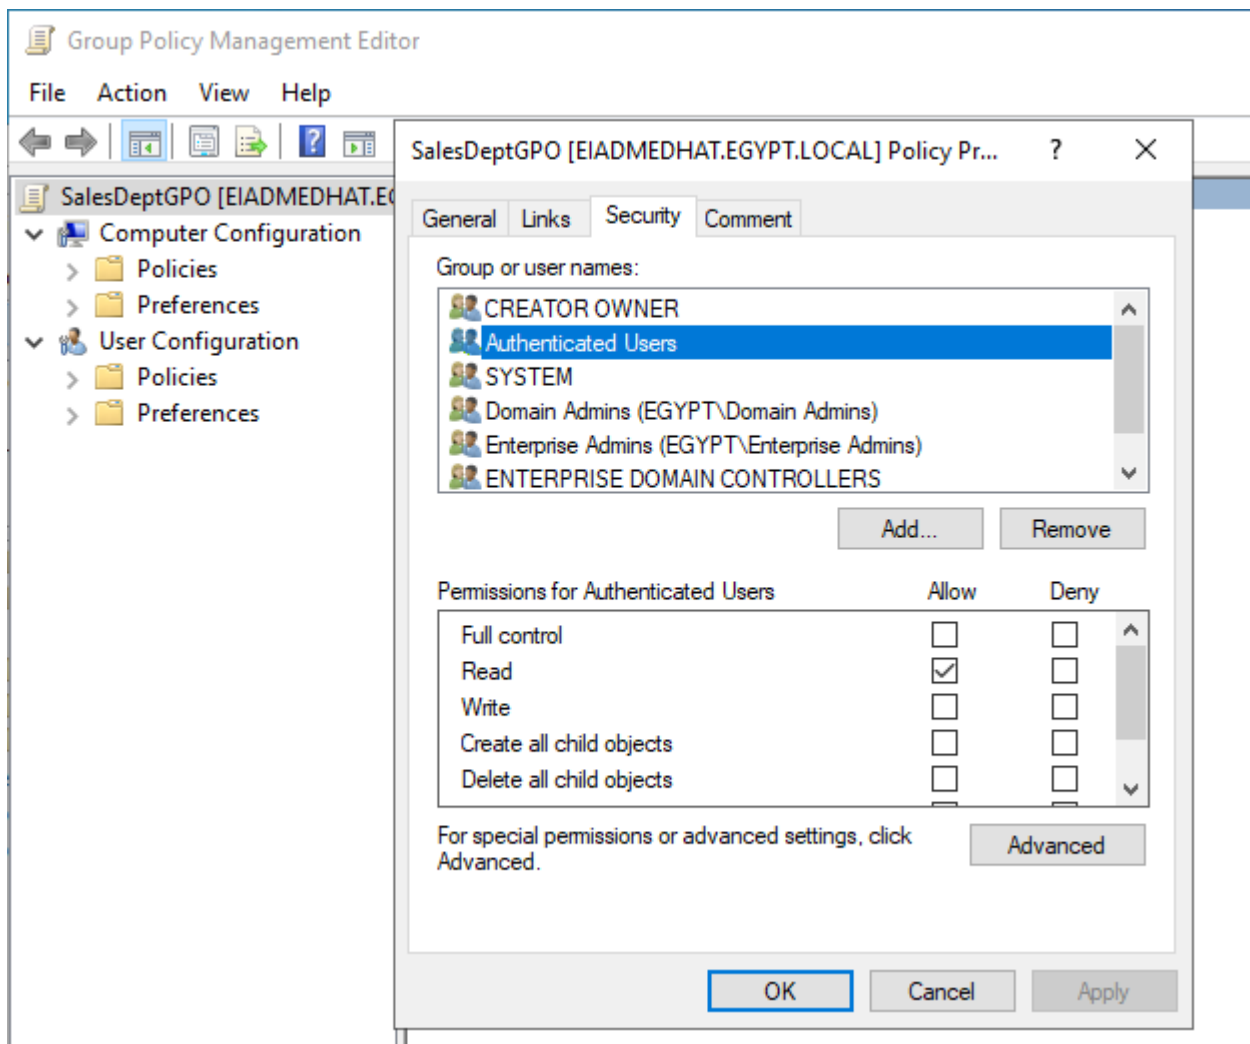 Group Policy Management Editor
File Action View Help
SalesDeptGPO [EIADMEDHAT.EG
Computer Configuration
Policies
Preferences
User Configuration
Policies
Preferences
SalesDeptGPO [EIADMEDHAT.EGYPT.LOCAL] Policy Pr...
General Links Security Comment
Group or user names:
CREATOR OWNER
Authenticated Users
SYSTEM
Domain Admins (EGYPT\Domain Admins)
Enterprise Admins (EGYPT\Enterprise Admins)
ENTERPRISE DOMAIN CONTROLLERS
Add... Remove
Permissions for Authenticated Users Allow Deny
Full control
Read
Write
Create all child objects
Delete all child objects
For special permissions or advanced settings, click
Advanced.
Advanced
OK Cancel Apply